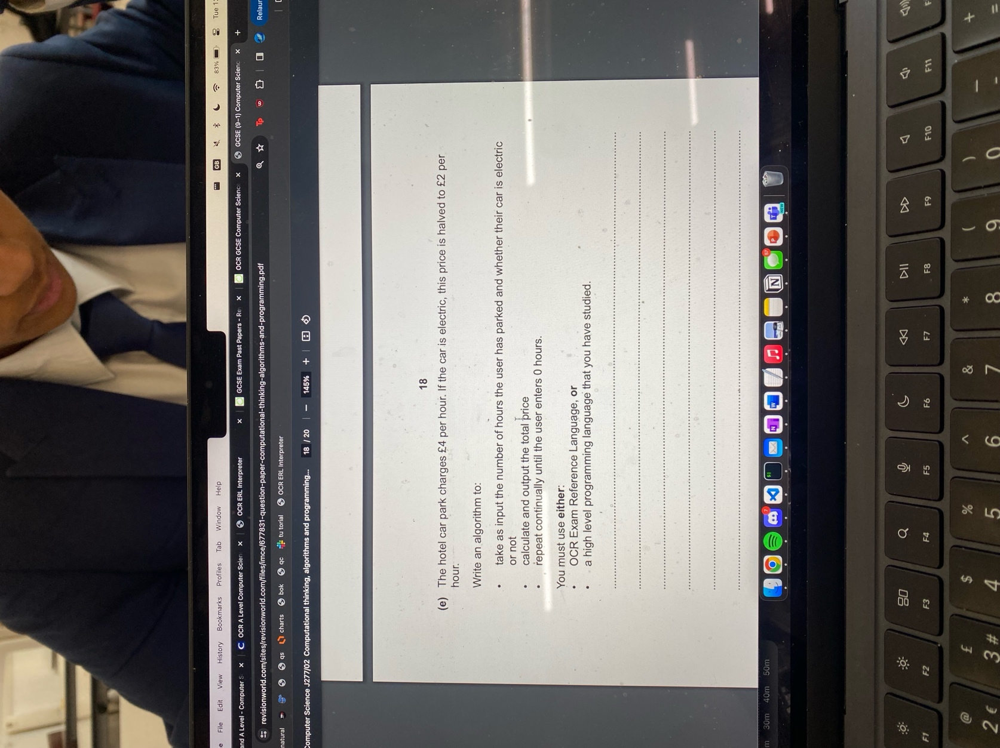 83%
Tue 12
GB
File Edit View History Bookmarks Profiles Tab Window Help
and A Level - Computer S
OCR A Level Computer Scien
OCR ERL Interpreter
GCSE Exam Past Papers - Re
OCR GCSE Computer Scienc
GCSE (9-1) Computer Scienc
revisionworld.com/sites/revisionworld.com/files/imce/677831-question-paper-computational-thinking-algorithms-and-programming.pdf
Relaun
natural
qs
charts
bok
qc
tu torial
OCR ERL Interpreter
Computer Science J277/02 Computational thinking, algorithms and programming...
18 / 20
145%
18
(e) The hotel car park charges £4 per hour. If the car is electric, this price is halved to £2 per
hour.
Write an algorithm to:
• take as input the number of hours the user has parked and whether their car is electric
or not
• calculate and output the total price
• repeat continually until the user enters 0 hours.
You must use either:
• OCR Exam Reference Language, or
• a high level programming language that you have studied.
30m 40m 50m
NEW
F1 F2 F3 F4 F5 F6 F7 F8 F9 F10 F11
@ £ $ % ^ & * ( ) _ +
2 € 3 # 4 5 6 7 8 9 0 - =